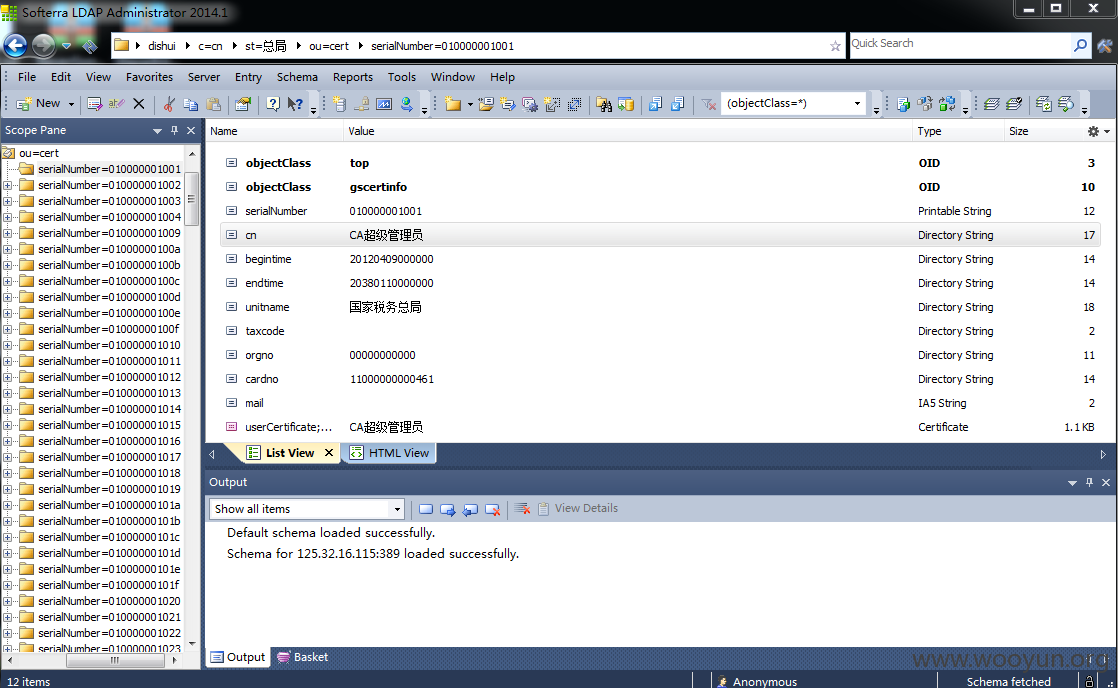 Softerra LDAP Administrator 2014.1
dishui c=cn st=总局 ou=cert serialNumber=010000001001
Quick Search
File Edit View Favorites Server Entry Schema Reports Tools Window Help
New (objectClass=*)
Scope Pane
ou=cert
serialNumber=010000001001
serialNumber=010000001002
serialNumber=010000001003
serialNumber=010000001004
serialNumber=010000001009
serialNumber=01000000100a
serialNumber=01000000100b
serialNumber=01000000100c
serialNumber=01000000100d
serialNumber=01000000100e
serialNumber=01000000100f
serialNumber=010000001010
serialNumber=010000001011
serialNumber=010000001012
serialNumber=010000001013
serialNumber=010000001014
serialNumber=010000001015
serialNumber=010000001016
serialNumber=010000001017
serialNumber=010000001018
serialNumber=010000001019
serialNumber=01000000101a
serialNumber=01000000101b
serialNumber=01000000101c
serialNumber=01000000101d
serialNumber=01000000101e
serialNumber=01000000101f
serialNumber=010000001020
serialNumber=010000001021
serialNumber=010000001022
serialNumber=010000001023
Name Value Type Size
objectClass top OID 3
objectClass gscertinfo OID 10
serialNumber 010000001001 Printable String 12
cn CA超级管理员 Directory String 17
begintime 20120409000000 Directory String 14
endtime 20380110000000 Directory String 14
unitname 国家税务总局 Directory String 18
taxcode Directory String 2
orgno 00000000000 Directory String 11
cardno 11000000000461 Directory String 14
mail IA5 String 2
userCertificate;... CA超级管理员 Certificate 1.1 KB
List View HTML View
Output
Show all items View Details
Default schema loaded successfully.
Schema for 125.32.16.115:389 loaded successfully.
Output Basket
www.wooyun.org
12 items Anonymous Schema fetched